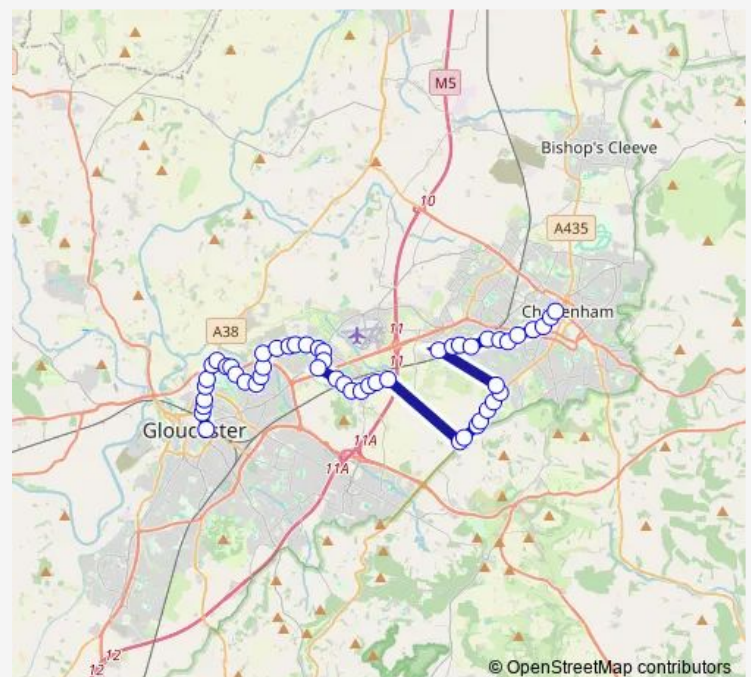 M5
Bishop's Cleeve
10
A435
Cheltenham
A38
11
11
Gloucester
11A
11A
12
12
© OpenStreetMap contributors